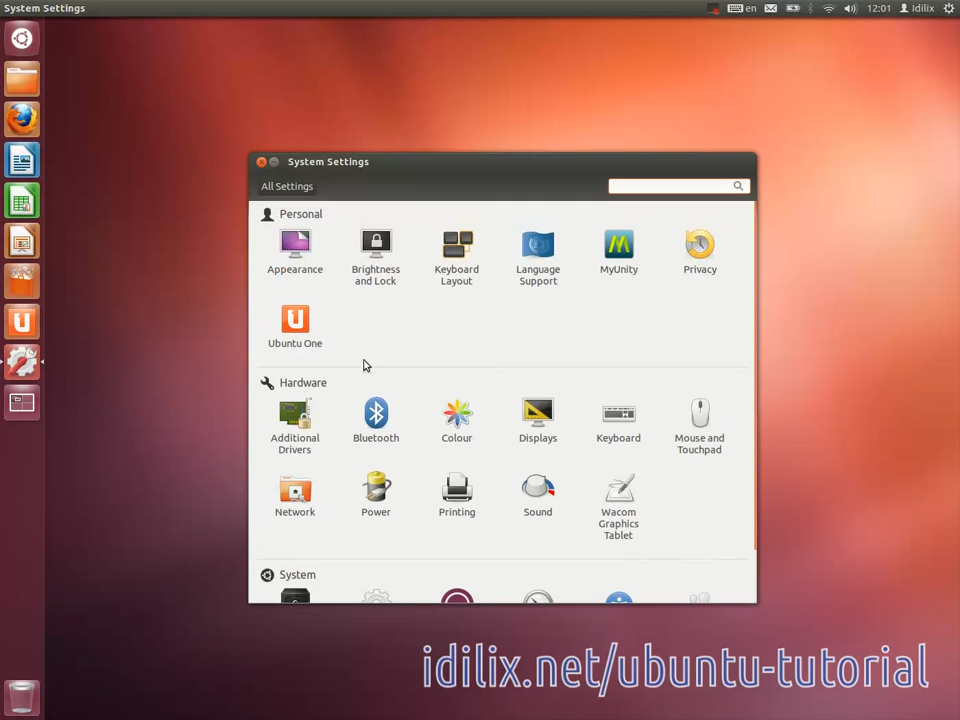 System Settings
en
12:01
Idilix
System Settings
All Settings
Personal
Appearance
Brightness
and Lock
Keyboard
Layout
Language
Support
MyUnity
Privacy
Ubuntu One
Hardware
Additional
Drivers
Bluetooth
Colour
Displays
Keyboard
Mouse and
Touchpad
Network
Power
Printing
Sound
Wacom
Graphics
Tablet
System
idilix.net/ubuntu-tutorial